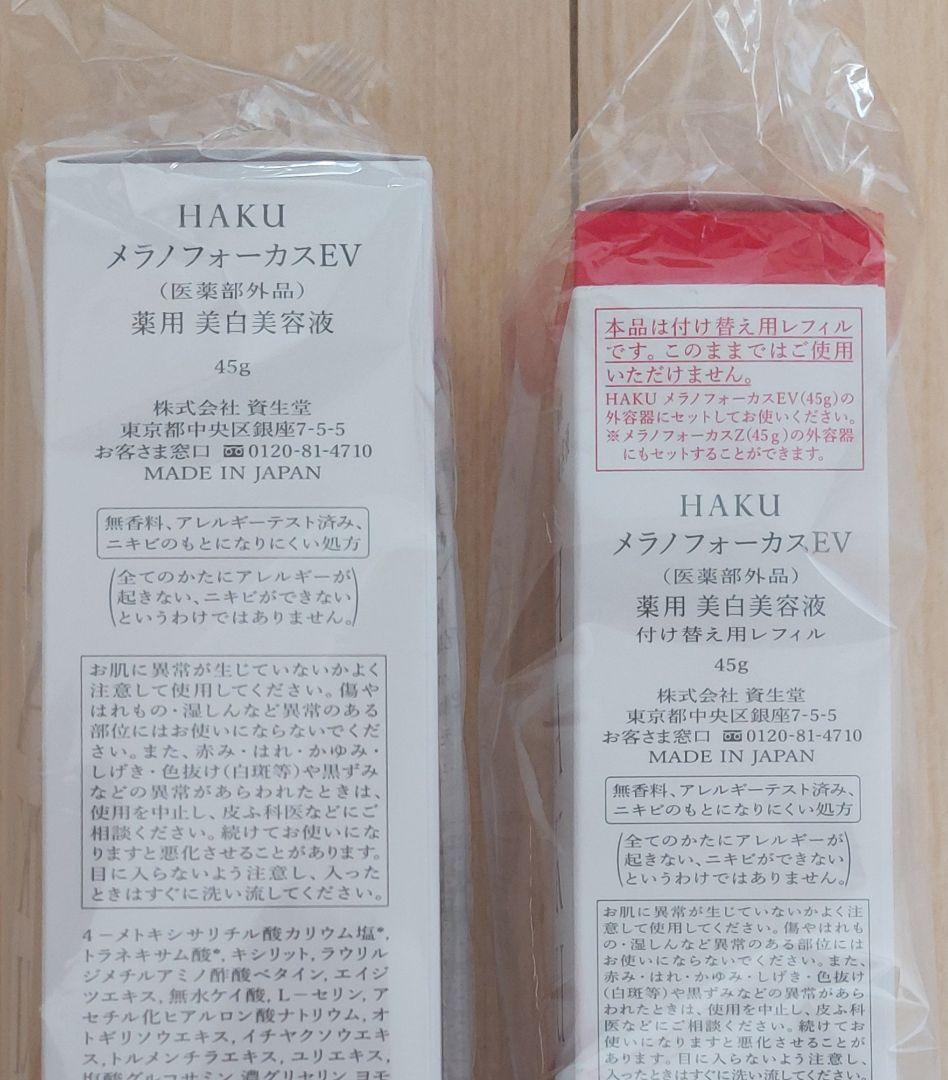 HAKU
メラノフォーカスEV
（医薬部外品）
薬用 美白美容液
45g
株式会社 資生堂
東京都中央区銀座7-5-5
お客さま窓口 0120-81-4710
MADE IN JAPAN
無香料、アレルギーテスト済み、
ニキビのもとになりにくい処方
（全てのかたにアレルギーが
起きない、ニキビができない
というわけではありません。）
お肌に異常が生じていないかよく
注意して使用してください。傷や
はれもの・湿しんなど異常のある
部位にはお使いにならないでくだ
さい。また、赤み・はれ・かゆみ・
しげき・色抜け(白斑等)や黒ずみ
などの異常があらわれたときは、
使用を中止し、皮ふ科医などにご
相談ください。続けてお使いにな
りますと悪化させることがあります。
目に入らないよう注意し、入った
ときはすぐに洗い流してください。
4－メトキシサリチル酸カリウム塩*,
トラネキサム酸*, キシリット, ラウリル
ジメチルアミノ酢酸ベタイン, エイジ
ツエキス, 無水ケイ酸, L－セリン, ア
セチル化ヒアルロン酸ナトリウム, オ
トギリソウエキス, イチヤクソウエキ
ス, トルメンチラエキス, ユリエキス,
塩酸グルコサミン, 濃グリセリン, ヨモ
本品は付け替え用レフィル
です。このままではご使用
いただけません。
HAKU メラノフォーカスEV(45g)の
外容器にセットしてお使いください。
※メラノフォーカスZ(45g)の外容器
にもセットすることができます。
HAKU
メラノフォーカスEV
（医薬部外品）
薬用 美白美容液
付け替え用レフィル
45g
株式会社 資生堂
東京都中央区銀座7-5-5
お客さま窓口 0120-81-4710
MADE IN JAPAN
無香料、アレルギーテスト済み、
ニキビのもとになりにくい処方
（全てのかたにアレルギーが
起きない、ニキビができない
というわけではありません。）
お肌に異常が生じていないかよく注
意して使用してください。傷やはれも
の・湿しんなど異常のある部位には
お使いにならないでください。また、
赤み・はれ・かゆみ・しげき・色抜け
(白斑等)や黒ずみなどの異常があら
われたときは、使用を中止し、皮ふ科
医などにご相談ください。続けてお
使いになりますと悪化させることが
あります。目に入らないよう注意し、
入ったときはすぐに洗い流してください。